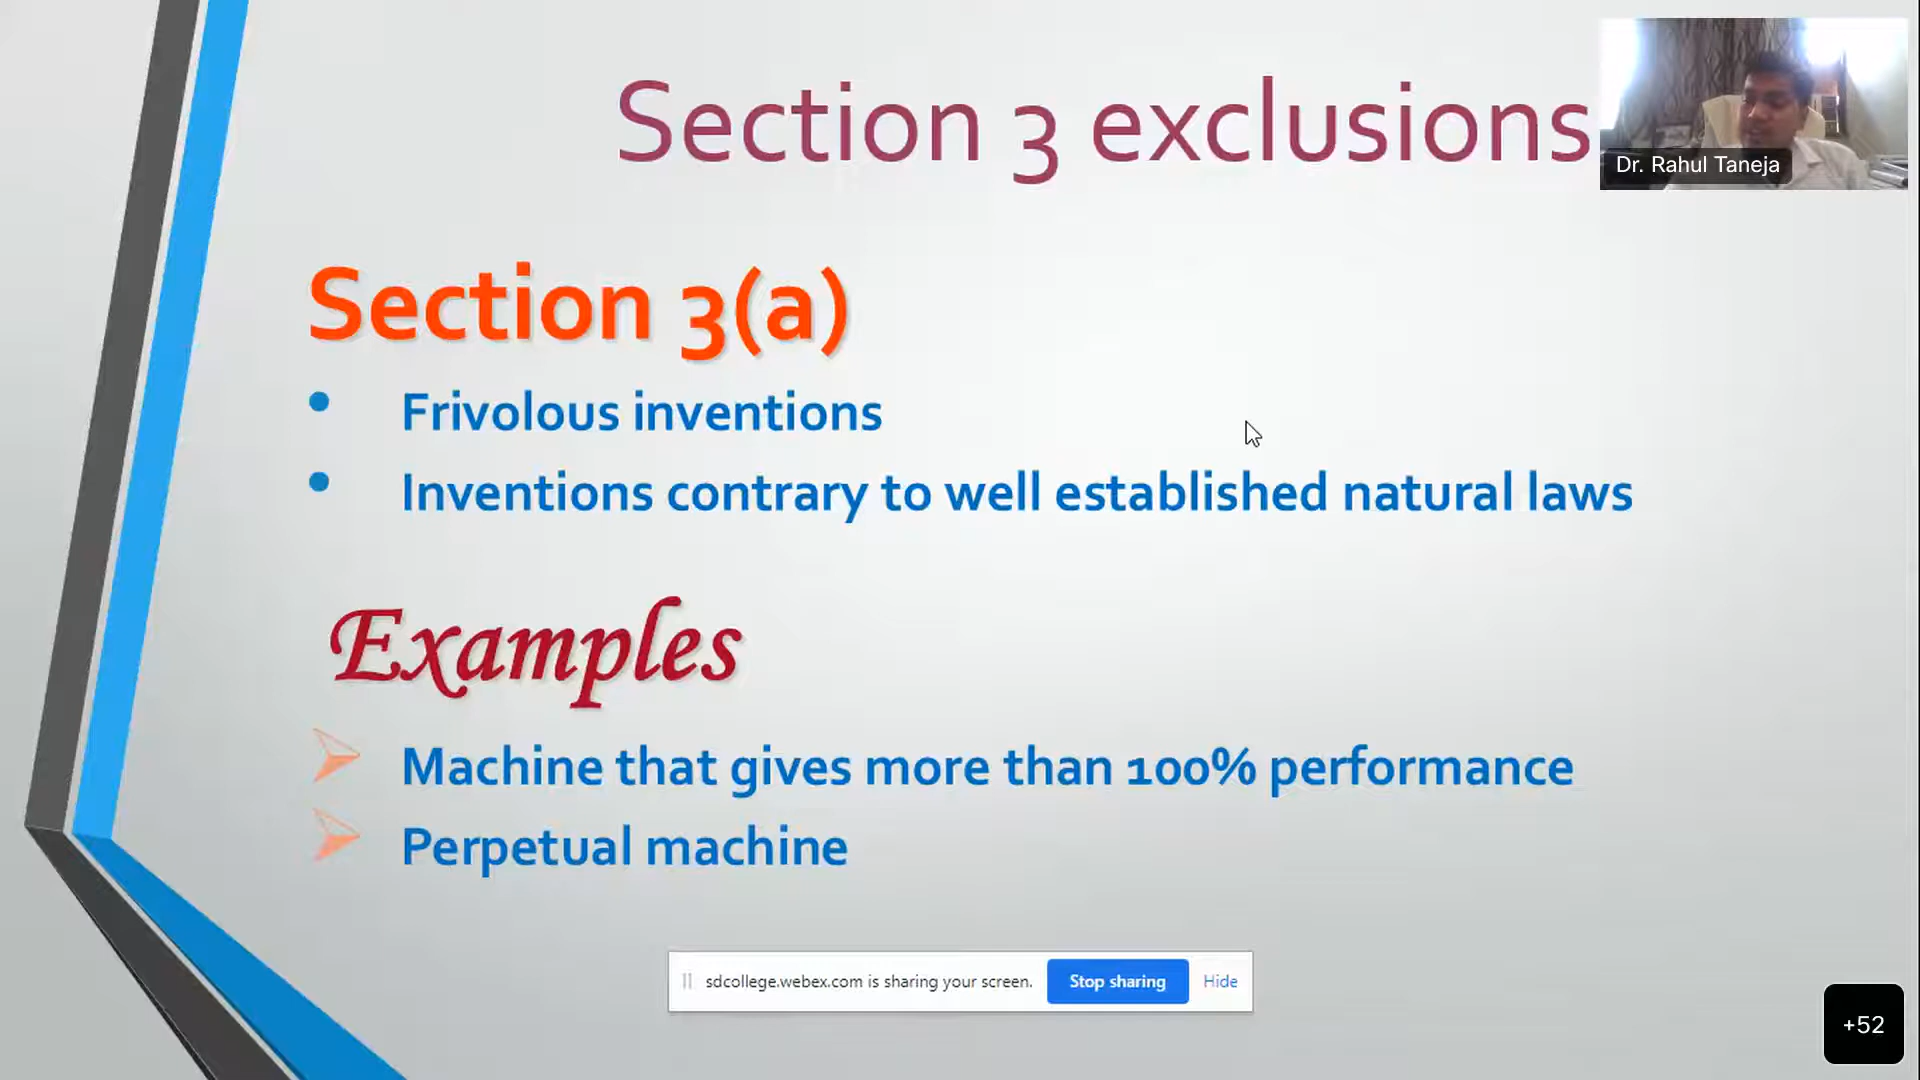 Section 3 exclusions
Dr. Rahul Taneja
Section 3(a)
• Frivolous inventions
• Inventions contrary to well established natural laws
Examples
➢ Machine that gives more than 100% performance
➢ Perpetual machine
sdcollege.webex.com is sharing your screen. Stop sharing Hide
+52